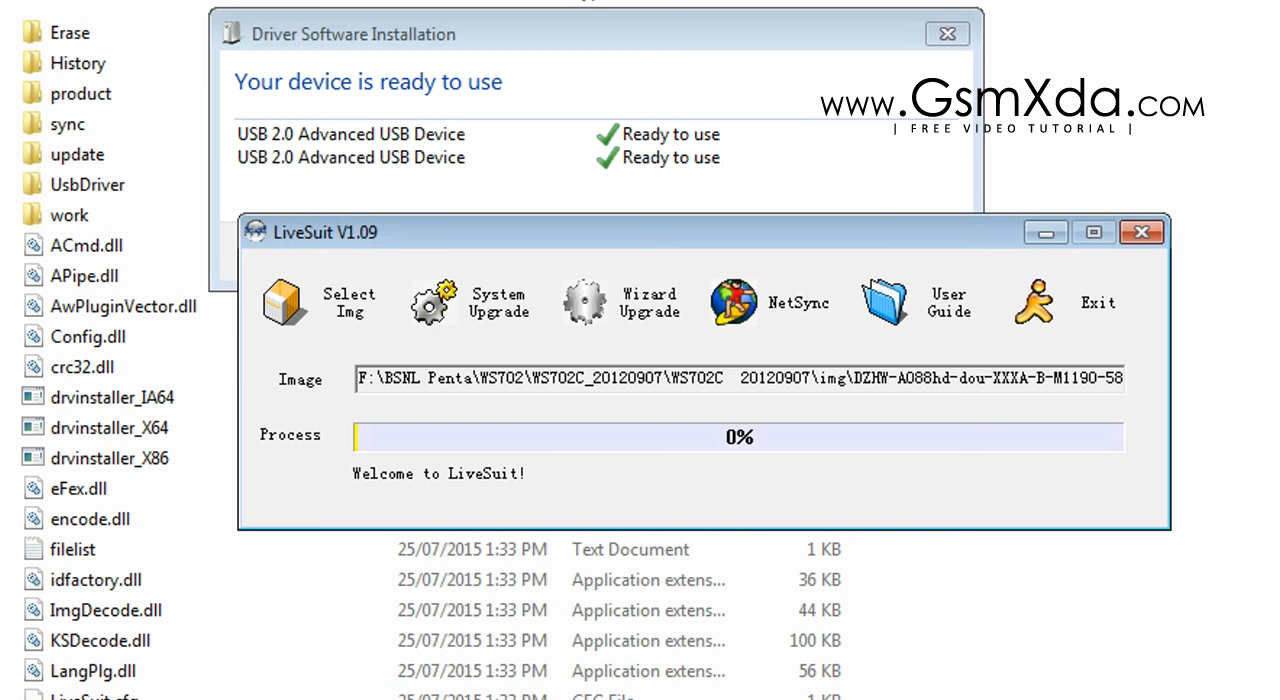 Erase
History
product
sync
update
UsbDriver
work
ACmd.dll
APipe.dll
AwPluginVector.dll
Config.dll
crc32.dll
drvinstaller_IA64
drvinstaller_X64
drvinstaller_X86
eFex.dll
encode.dll
Driver Software Installation
Your device is ready to use
USB 2.0 Advanced USB Device Ready to use
USB 2.0 Advanced USB Device Ready to use
www.GsmXda.com
| FREE VIDEO TUTORIAL |
LiveSuit V1.09
Select Img
System Upgrade
Wizard Upgrade
NetSync
User Guide
Exit
Image F:\BSNL Penta\WS702\WS702C_20120907\WS702C 20120907\img\DZHW-A088hd-dou-XXXA-B-M1190-58
Process 0%
Welcome to LiveSuit!
filelist 25/07/2015 1:33 PM Text Document 1 KB
idfactory.dll 25/07/2015 1:33 PM Application extens... 36 KB
ImgDecode.dll 25/07/2015 1:33 PM Application extens... 44 KB
KSDecode.dll 25/07/2015 1:33 PM Application extens... 100 KB
LangPlg.dll 25/07/2015 1:33 PM Application extens... 56 KB